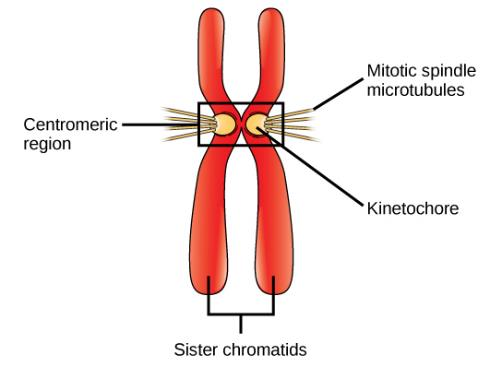 Mitotic spindle
microtubules
Centromeric
region
Kinetochore
Sister chromatids